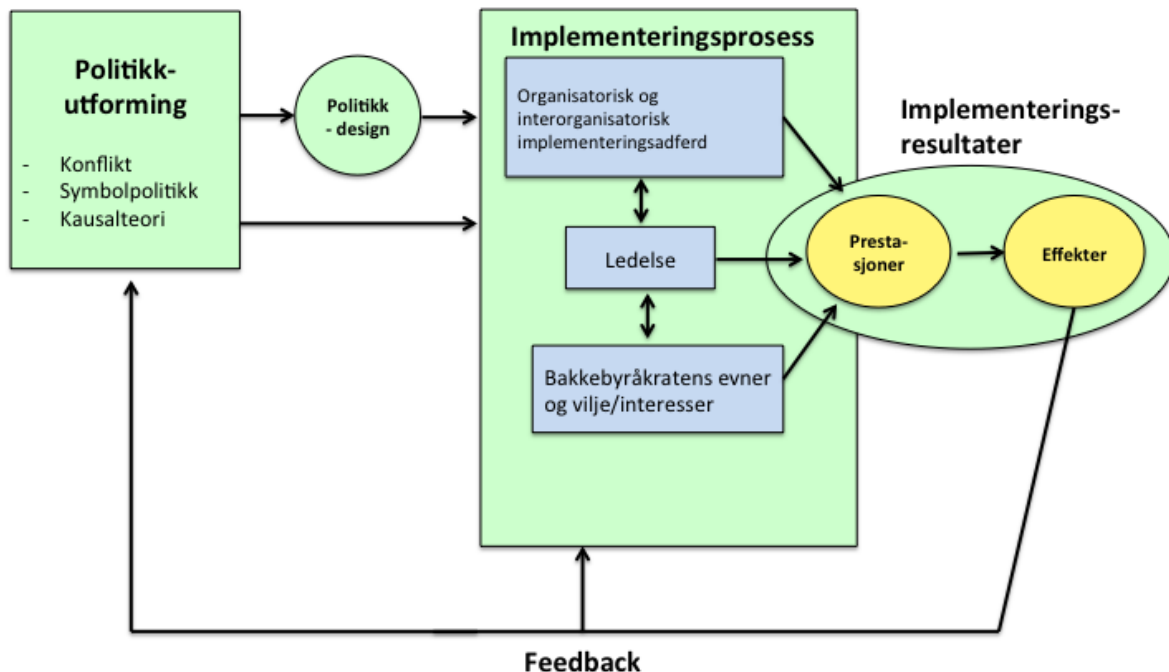 Politikk-
utforming
- Konflikt
- Symbolpolitikk
- Kausalteori
Politikk
- design
Implementeringsprosess
Organisatorisk og
interorganisatorisk
implementeringsadferd
Ledelse
Bakkebyråkratens evner
og vilje/interesser
Implementerings-
resultater
Presta-
sjoner
Effekter
Feedback